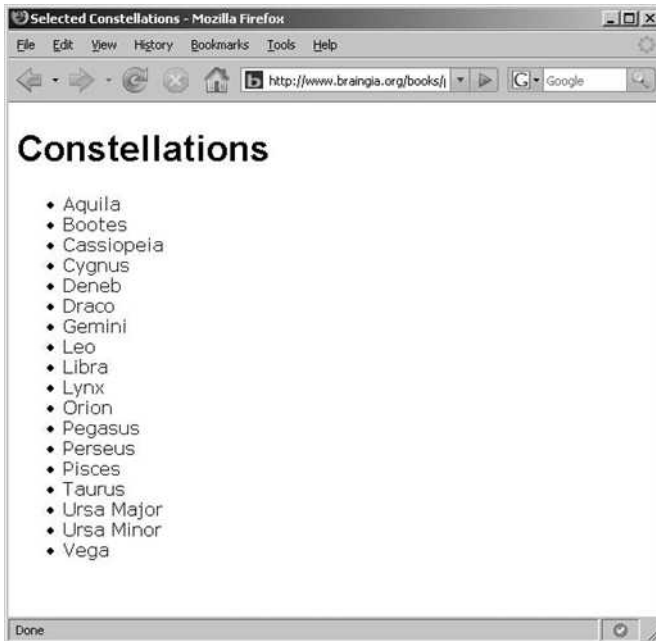 Selected Constellations - Mozilla Firefox
File Edit View History Bookmarks Tools Help
http://www.braingia.org/books/ G Google
Constellations
Aquila
Bootes
Cassiopeia
Cygnus
Deneb
Draco
Gemini
Leo
Libra
Lynx
Orion
Pegasus
Perseus
Pisces
Taurus
Ursa Major
Ursa Minor
Vega
Done